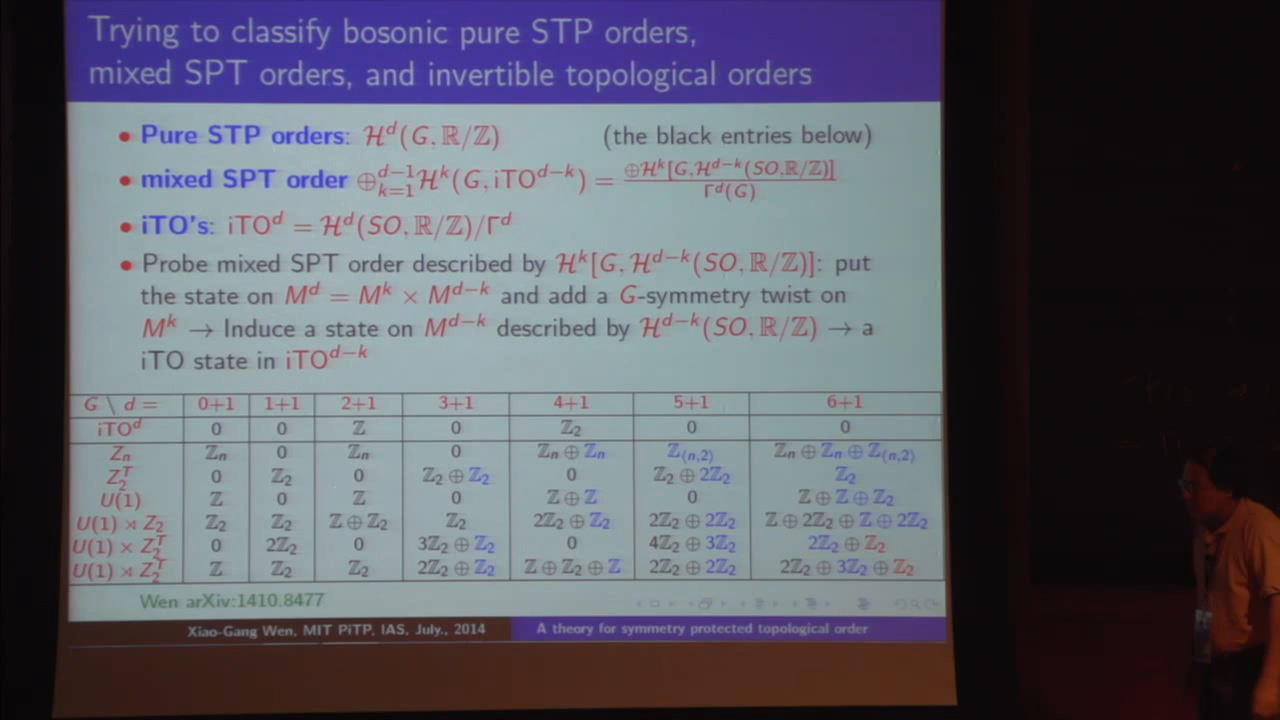 Trying to classify bosonic pure STP orders,
mixed SPT orders, and invertible topological orders
• Pure STP orders: ℋ^d(G, ℝ/ℤ) (the black entries below)
• mixed SPT order ⊕_{k=1}^{d−1}ℋ^k(G, iTO^{d−k}) = ⊕ℋ^k[G,ℋ^{d−k}(SO,ℝ/ℤ)] / Γ^d(G)
• iTO's: iTO^d = ℋ^d(SO, ℝ/ℤ)/Γ^d
• Probe mixed SPT order described by ℋ^k[G, ℋ^{d−k}(SO, ℝ/ℤ)]: put
the state on M^d = M^k × M^{d−k} and add a G-symmetry twist on
M^k → Induce a state on M^{d−k} described by ℋ^{d−k}(SO, ℝ/ℤ) → a
iTO state in iTO^{d−k}
G \ d = 0+1 1+1 2+1 3+1 4+1 5+1 6+1
iTO^d 0 0 ℤ 0 ℤ₂ 0 0
Z_n ℤ_n 0 ℤ_n 0 ℤ_n ⊕ ℤ_n ℤ_{⟨n,2⟩} ℤ_n ⊕ ℤ_n ⊕ ℤ_{⟨n,2⟩}
Z_2^T 0 ℤ₂ 0 ℤ₂ ⊕ ℤ₂ 0 ℤ₂ ⊕ 2ℤ₂ ℤ₂
U(1) ℤ 0 ℤ 0 ℤ ⊕ ℤ 0 ℤ ⊕ ℤ ⊕ ℤ₂
U(1) ⋊ Z₂ ℤ₂ ℤ₂ ℤ ⊕ ℤ₂ ℤ₂ 2ℤ₂ ⊕ ℤ₂ 2ℤ₂ ⊕ 2ℤ₂ ℤ ⊕ 2ℤ₂ ⊕ ℤ ⊕ 2ℤ₂
U(1) × Z_2^T 0 2ℤ₂ 0 3ℤ₂ ⊕ ℤ₂ 0 4ℤ₂ ⊕ 3ℤ₂ 2ℤ₂ ⊕ ℤ₂
U(1) ⋊ Z_2^T ℤ ℤ₂ ℤ₂ 2ℤ₂ ⊕ ℤ₂ ℤ ⊕ ℤ₂ ⊕ ℤ 2ℤ₂ ⊕ 2ℤ₂ 2ℤ₂ ⊕ 3ℤ₂ ⊕ ℤ₂
Wen arXiv:1410.8477
Xiao-Gang Wen, MIT PiTP, IAS, July., 2014 A theory for symmetry protected topological order